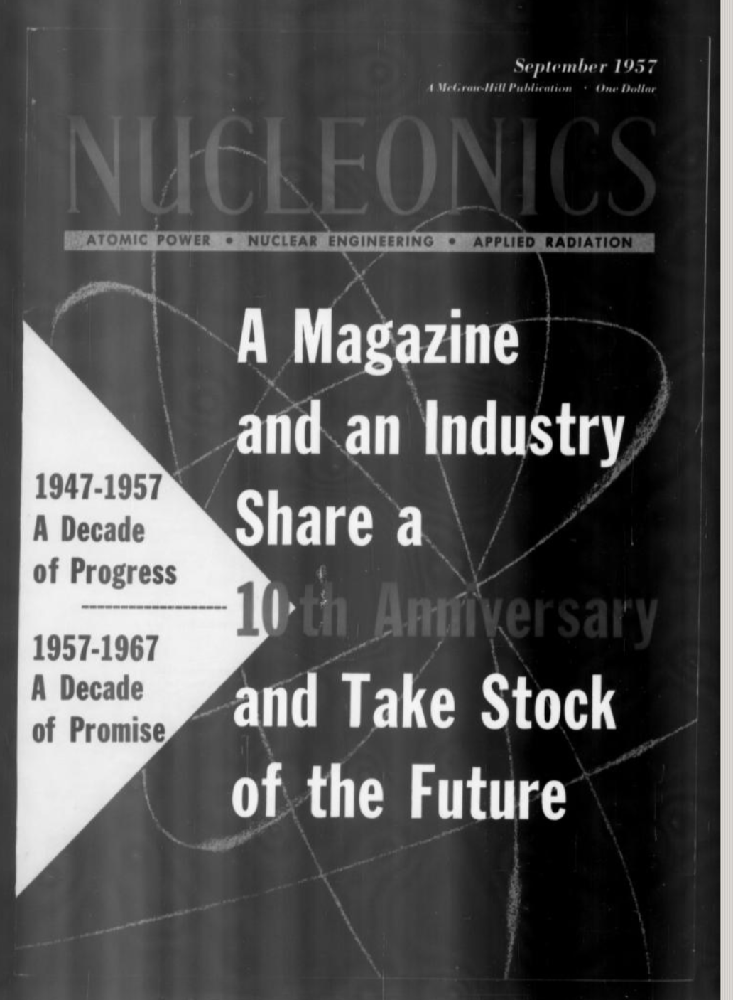 September 1957
A McGraw-Hill Publication · One Dollar
NUCLEONICS
ATOMIC POWER • NUCLEAR ENGINEERING • APPLIED RADIATION
A Magazine
and an Industry
Share a
10th Anniversary
and Take Stock
of the Future
1947-1957
A Decade
of Progress
1957-1967
A Decade
of Promise